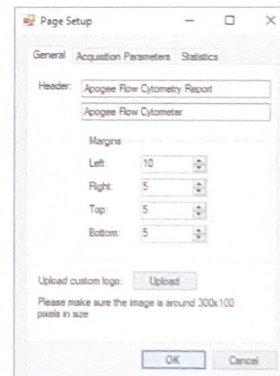 Page Setup
General Acquisition Parameters Statistics
Header: Apogee Flow Cytometry Report
Apogee Flow Cytometer
Margins
Left: 10
Right: 5
Top: 5
Bottom: 5
Upload custom logo: Upload
Please make sure the image is around 300x100
pixels in size
OK Cancel